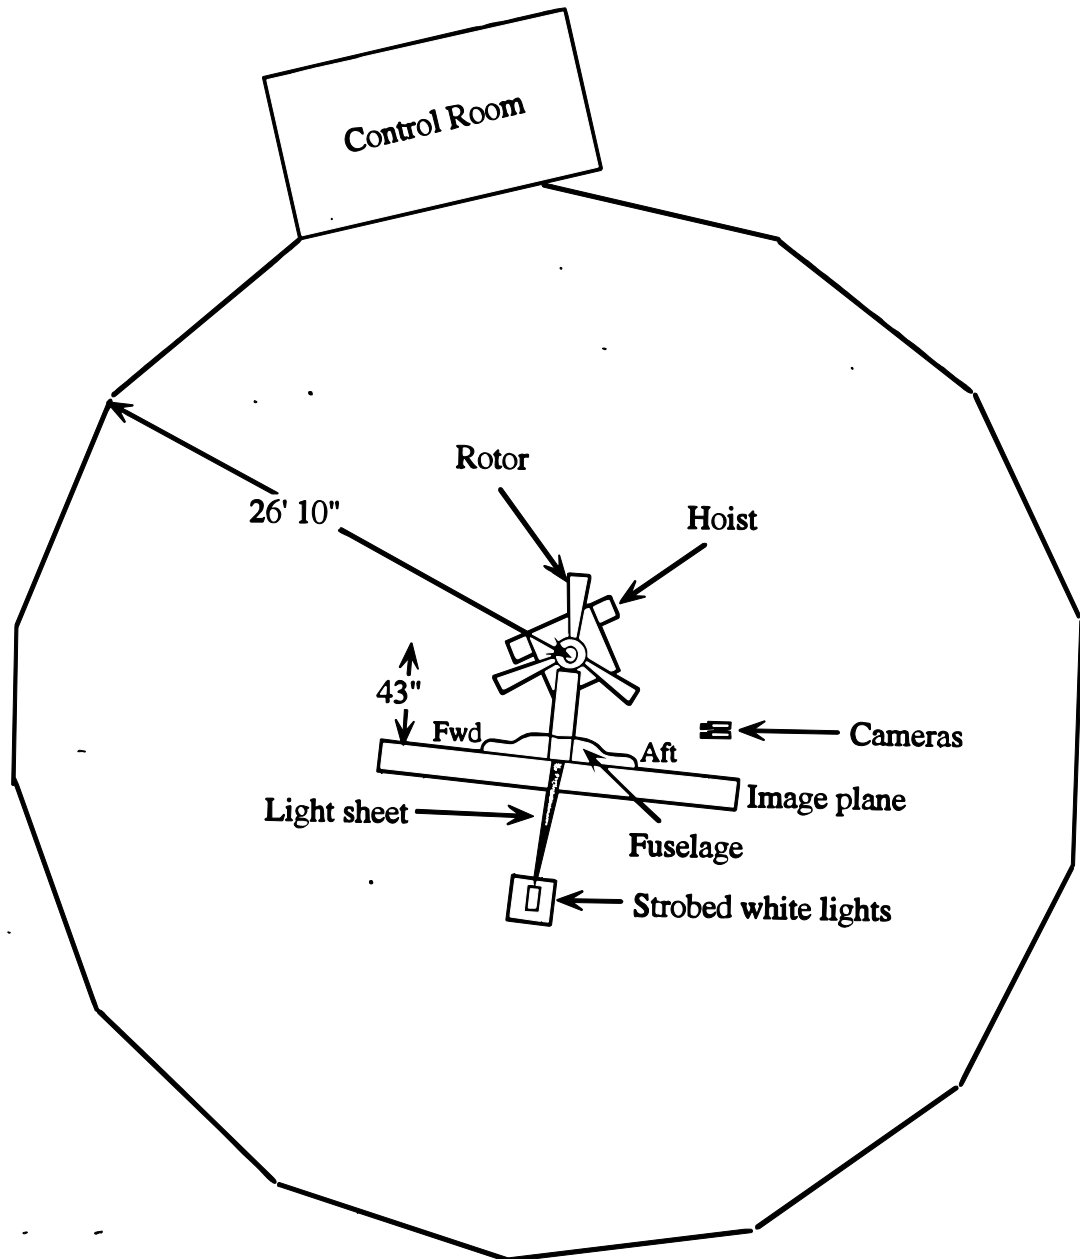 Control Room
Rotor
26' 10"
Hoist
43"
Fwd
Aft
Cameras
Image plane
Light sheet
Fuselage
Strobed white lights